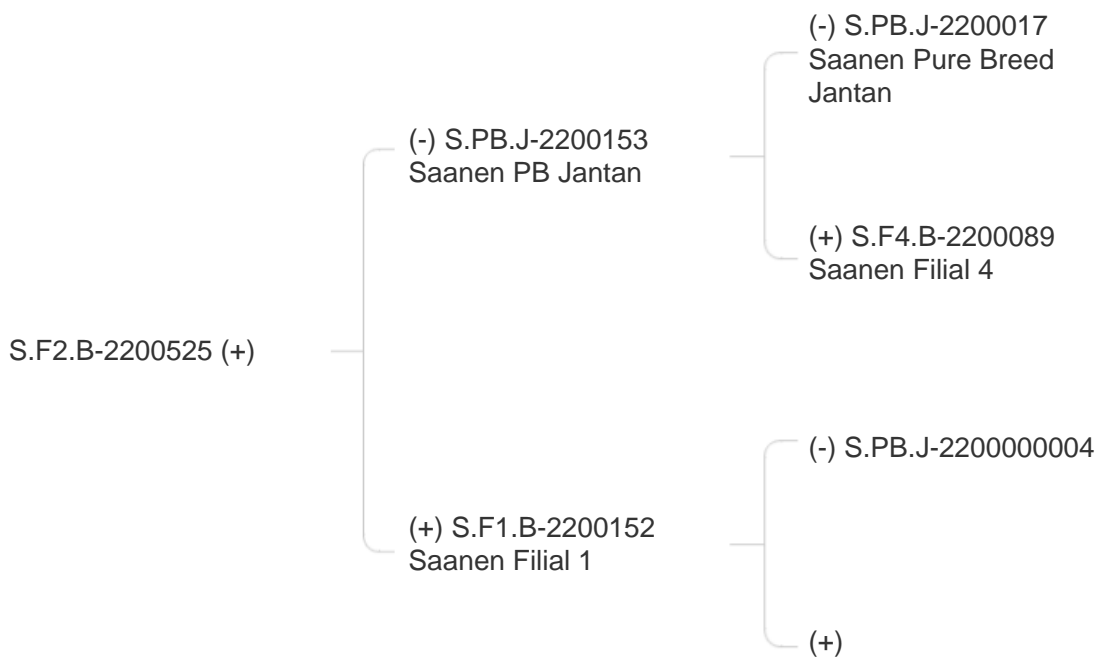 (-) S.PB.J-2200017
Saanen Pure Breed
Jantan
(-) S.PB.J-2200153
Saanen PB Jantan
(+) S.F4.B-2200089
Saanen Filial 4
S.F2.B-2200525 (+)
(-) S.PB.J-2200000004
(+) S.F1.B-2200152
Saanen Filial 1
(+)